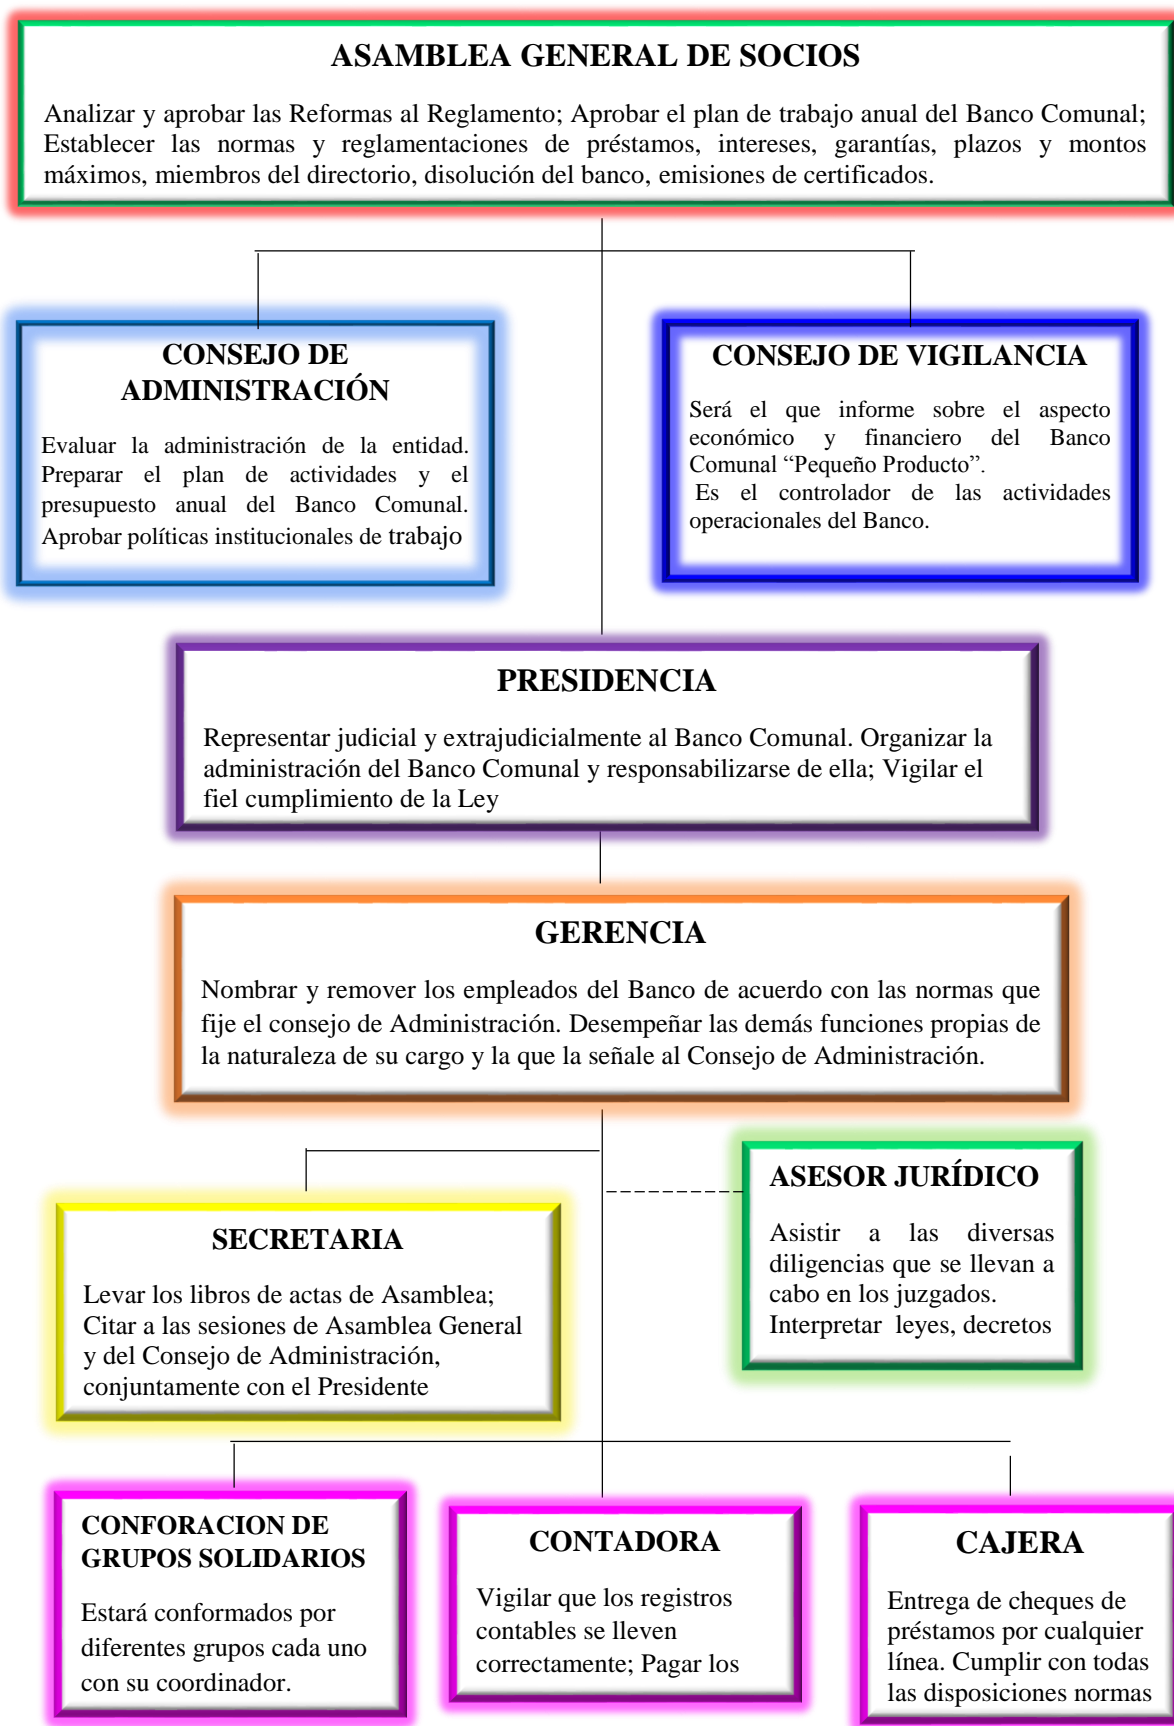 ASAMBLEA GENERAL DE SOCIOS
Analizar y aprobar las Reformas al Reglamento; Aprobar el plan de trabajo anual del Banco Comunal;
Establecer las normas y reglamentaciones de préstamos, intereses, garantías, plazos y montos
máximos, miembros del directorio, disolución del banco, emisiones de certificados.
CONSEJO DE
ADMINISTRACIÓN
Evaluar la administración de la entidad.
Preparar el plan de actividades y el
presupuesto anual del Banco Comunal.
Aprobar políticas institucionales de trabajo
CONSEJO DE VIGILANCIA
Será el que informe sobre el aspecto
económico y financiero del Banco
Comunal “Pequeño Producto”.
Es el controlador de las actividades
operacionales del Banco.
PRESIDENCIA
Representar judicial y extrajudicialmente al Banco Comunal. Organizar la
administración del Banco Comunal y responsabilizarse de ella; Vigilar el
fiel cumplimiento de la Ley
GERENCIA
Nombrar y remover los empleados del Banco de acuerdo con las normas que
fije el consejo de Administración. Desempeñar las demás funciones propias de
la naturaleza de su cargo y la que la señale al Consejo de Administración.
SECRETARIA
Levar los libros de actas de Asamblea;
Citar a las sesiones de Asamblea General
y del Consejo de Administración,
conjuntamente con el Presidente
ASESOR JURÍDICO
Asistir a las diversas
diligencias que se llevan a
cabo en los juzgados.
Interpretar leyes, decretos
CONFORACION DE
GRUPOS SOLIDARIOS
Estará conformados por
diferentes grupos cada uno
con su coordinador.
CONTADORA
Vigilar que los registros
contables se lleven
correctamente; Pagar los
CAJERA
Entrega de cheques de
préstamos por cualquier
línea. Cumplir con todas
las disposiciones normas